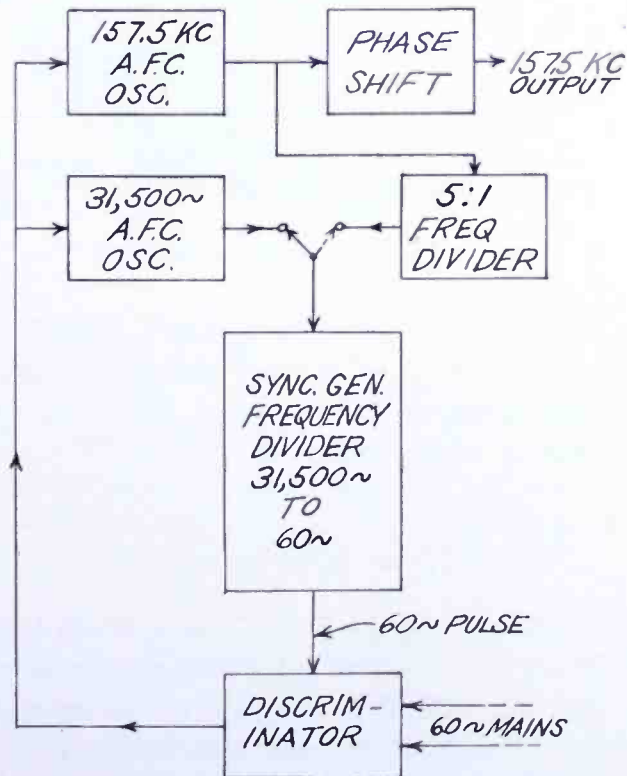 157.5 KC
A.F.C.
OSC.
PHASE
SHIFT
157.5 KC
OUTPUT
31,500~
A.F.C.
OSC.
5:1
FREQ
DIVIDER
SYNC. GEN.
FREQUENCY
DIVIDER
31,500~
TO
60~
60~ PULSE
DISCRIM-
INATOR
60~ MAINS